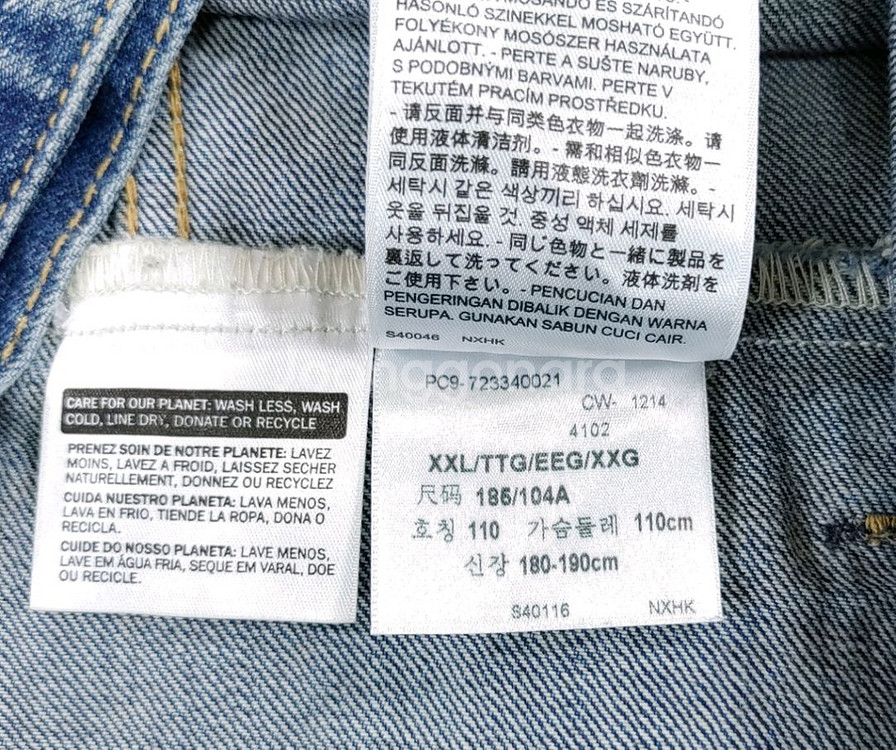 MOSANDÓ ÉS SZÁRÍTANDÓ
HASONLÓ SZINEKKEL MOSHATÓ EGYÜTT.
FOLYÉKONY MOSÓSZER HASZNÁLATA
AJÁNLOTT. - PERTE A SUŠTE NARUBY,
S PODOBNÝMI BARVAMI. PERTE V
TEKUTÉM PRACÍM PROSTŘEDKU.
- 请反面并与同类色衣物一起洗涤。请
使用液体清洁剂。- 需和相似色衣物一
同反面洗滌。請用液態洗衣劑洗滌。-
세탁시 같은 색상끼리 하십시요. 세탁시
옷을 뒤집을 것. 중성 액체 세제를
사용하세요. - 同じ色物と一緒に製品を
裏返して洗ってください。液体洗剤を
ご使用下さい。- PENCUCIAN DAN
PENGERINGAN DIBALIK DENGAN WARNA
SERUPA. GUNAKAN SABUN CUCI CAIR.
S40046 NXHK
CARE FOR OUR PLANET: WASH LESS, WASH
COLD, LINE DRY, DONATE OR RECYCLE
PRENEZ SOIN DE NOTRE PLANETE: LAVEZ
MOINS, LAVEZ A FROID, LAISSEZ SECHER
NATURELLEMENT, DONNEZ OU RECYCLEZ
CUIDA NUESTRO PLANETA: LAVA MENOS,
LAVA EN FRIO, TIENDE LA ROPA, DONA O
RECICLA.
CUIDE DO NOSSO PLANETA: LAVE MENOS,
LAVE EM ÁGUA FRIA, SEQUE EM VARAL, DOE
OU RECICLE.
PC9-723340021
CW- 1214
4102
XXL/TTG/EEG/XXG
尺码 185/104A
호칭 110 가슴둘레 110cm
신장 180-190cm
S40116 NXHK